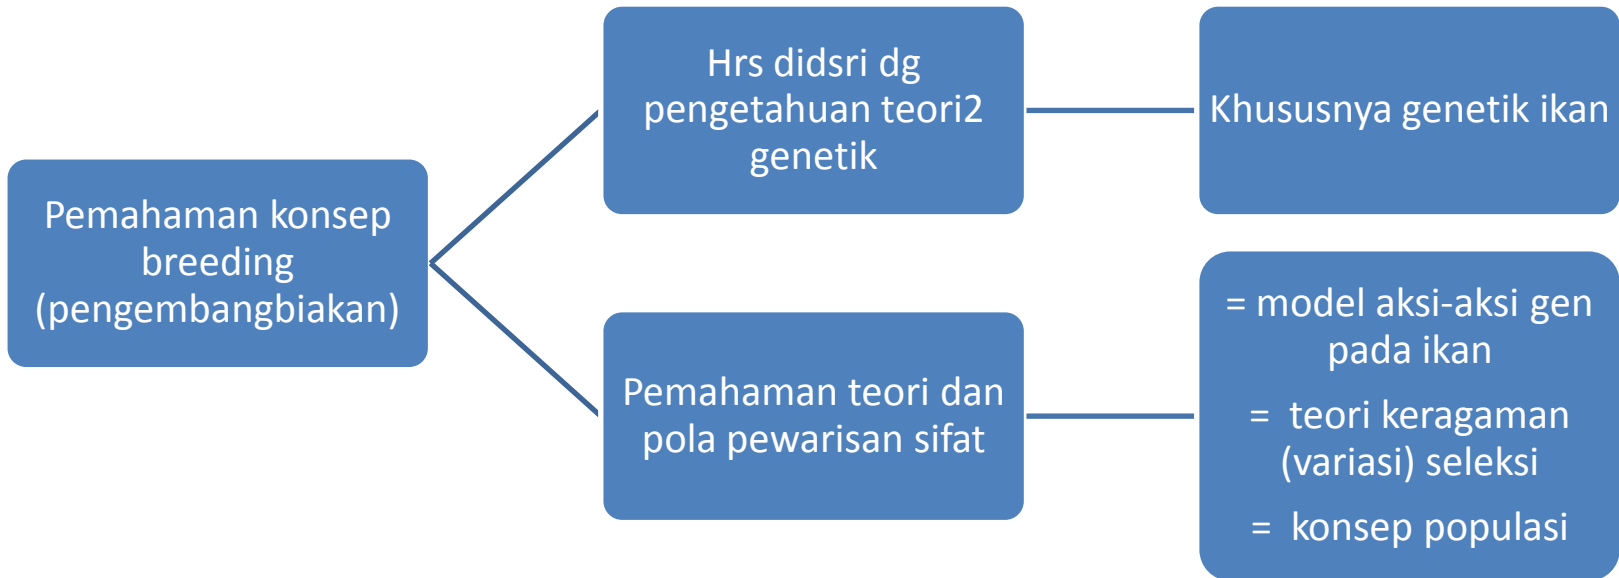 Pemahaman konsep
breeding
(pengembangbiakan)
Hrs didsri dg
pengetahuan teori2
genetik
Khususnya genetik ikan
Pemahaman teori dan
pola pewarisan sifat
= model aksi-aksi gen
pada ikan
= teori keragaman
(variasi) seleksi
= konsep populasi